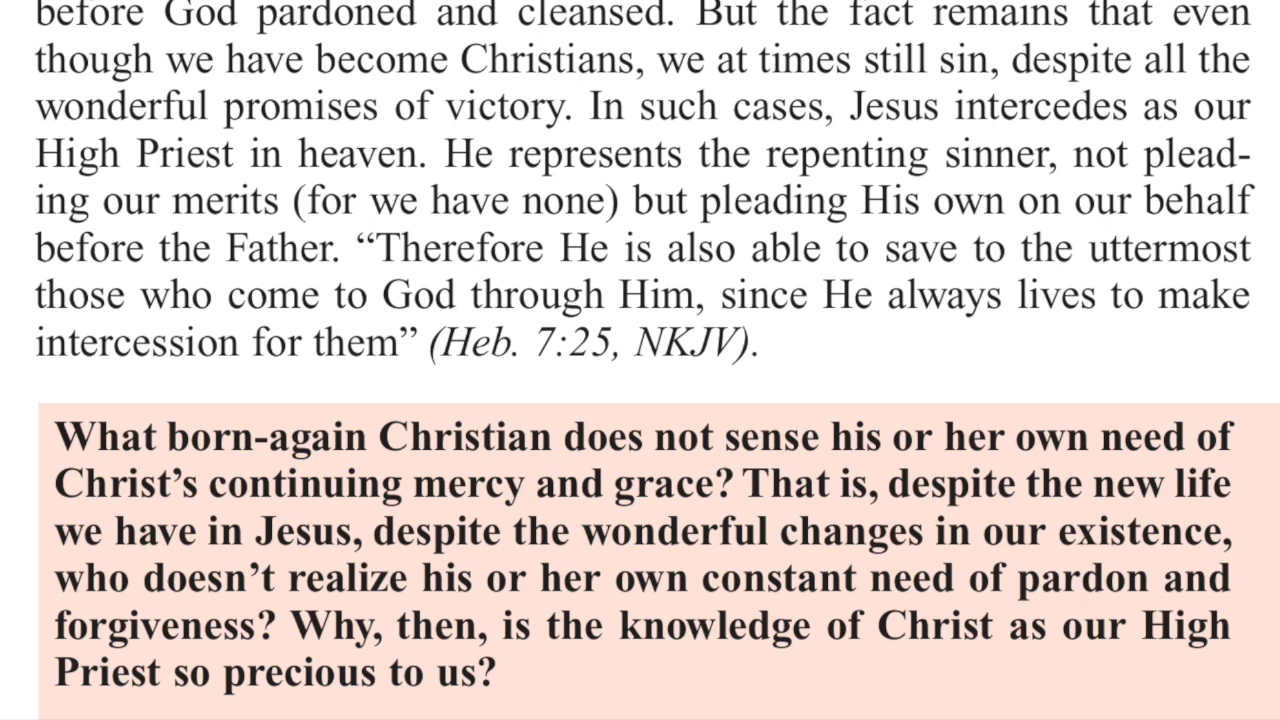 before God pardoned and cleansed. But the fact remains that even
though we have become Christians, we at times still sin, despite all the
wonderful promises of victory. In such cases, Jesus intercedes as our
High Priest in heaven. He represents the repenting sinner, not plead-
ing our merits (for we have none) but pleading His own on our behalf
before the Father. “Therefore He is also able to save to the uttermost
those who come to God through Him, since He always lives to make
intercession for them” (Heb. 7:25, NKJV).
What born-again Christian does not sense his or her own need of
Christ’s continuing mercy and grace? That is, despite the new life
we have in Jesus, despite the wonderful changes in our existence,
who doesn’t realize his or her own constant need of pardon and
forgiveness? Why, then, is the knowledge of Christ as our High
Priest so precious to us?